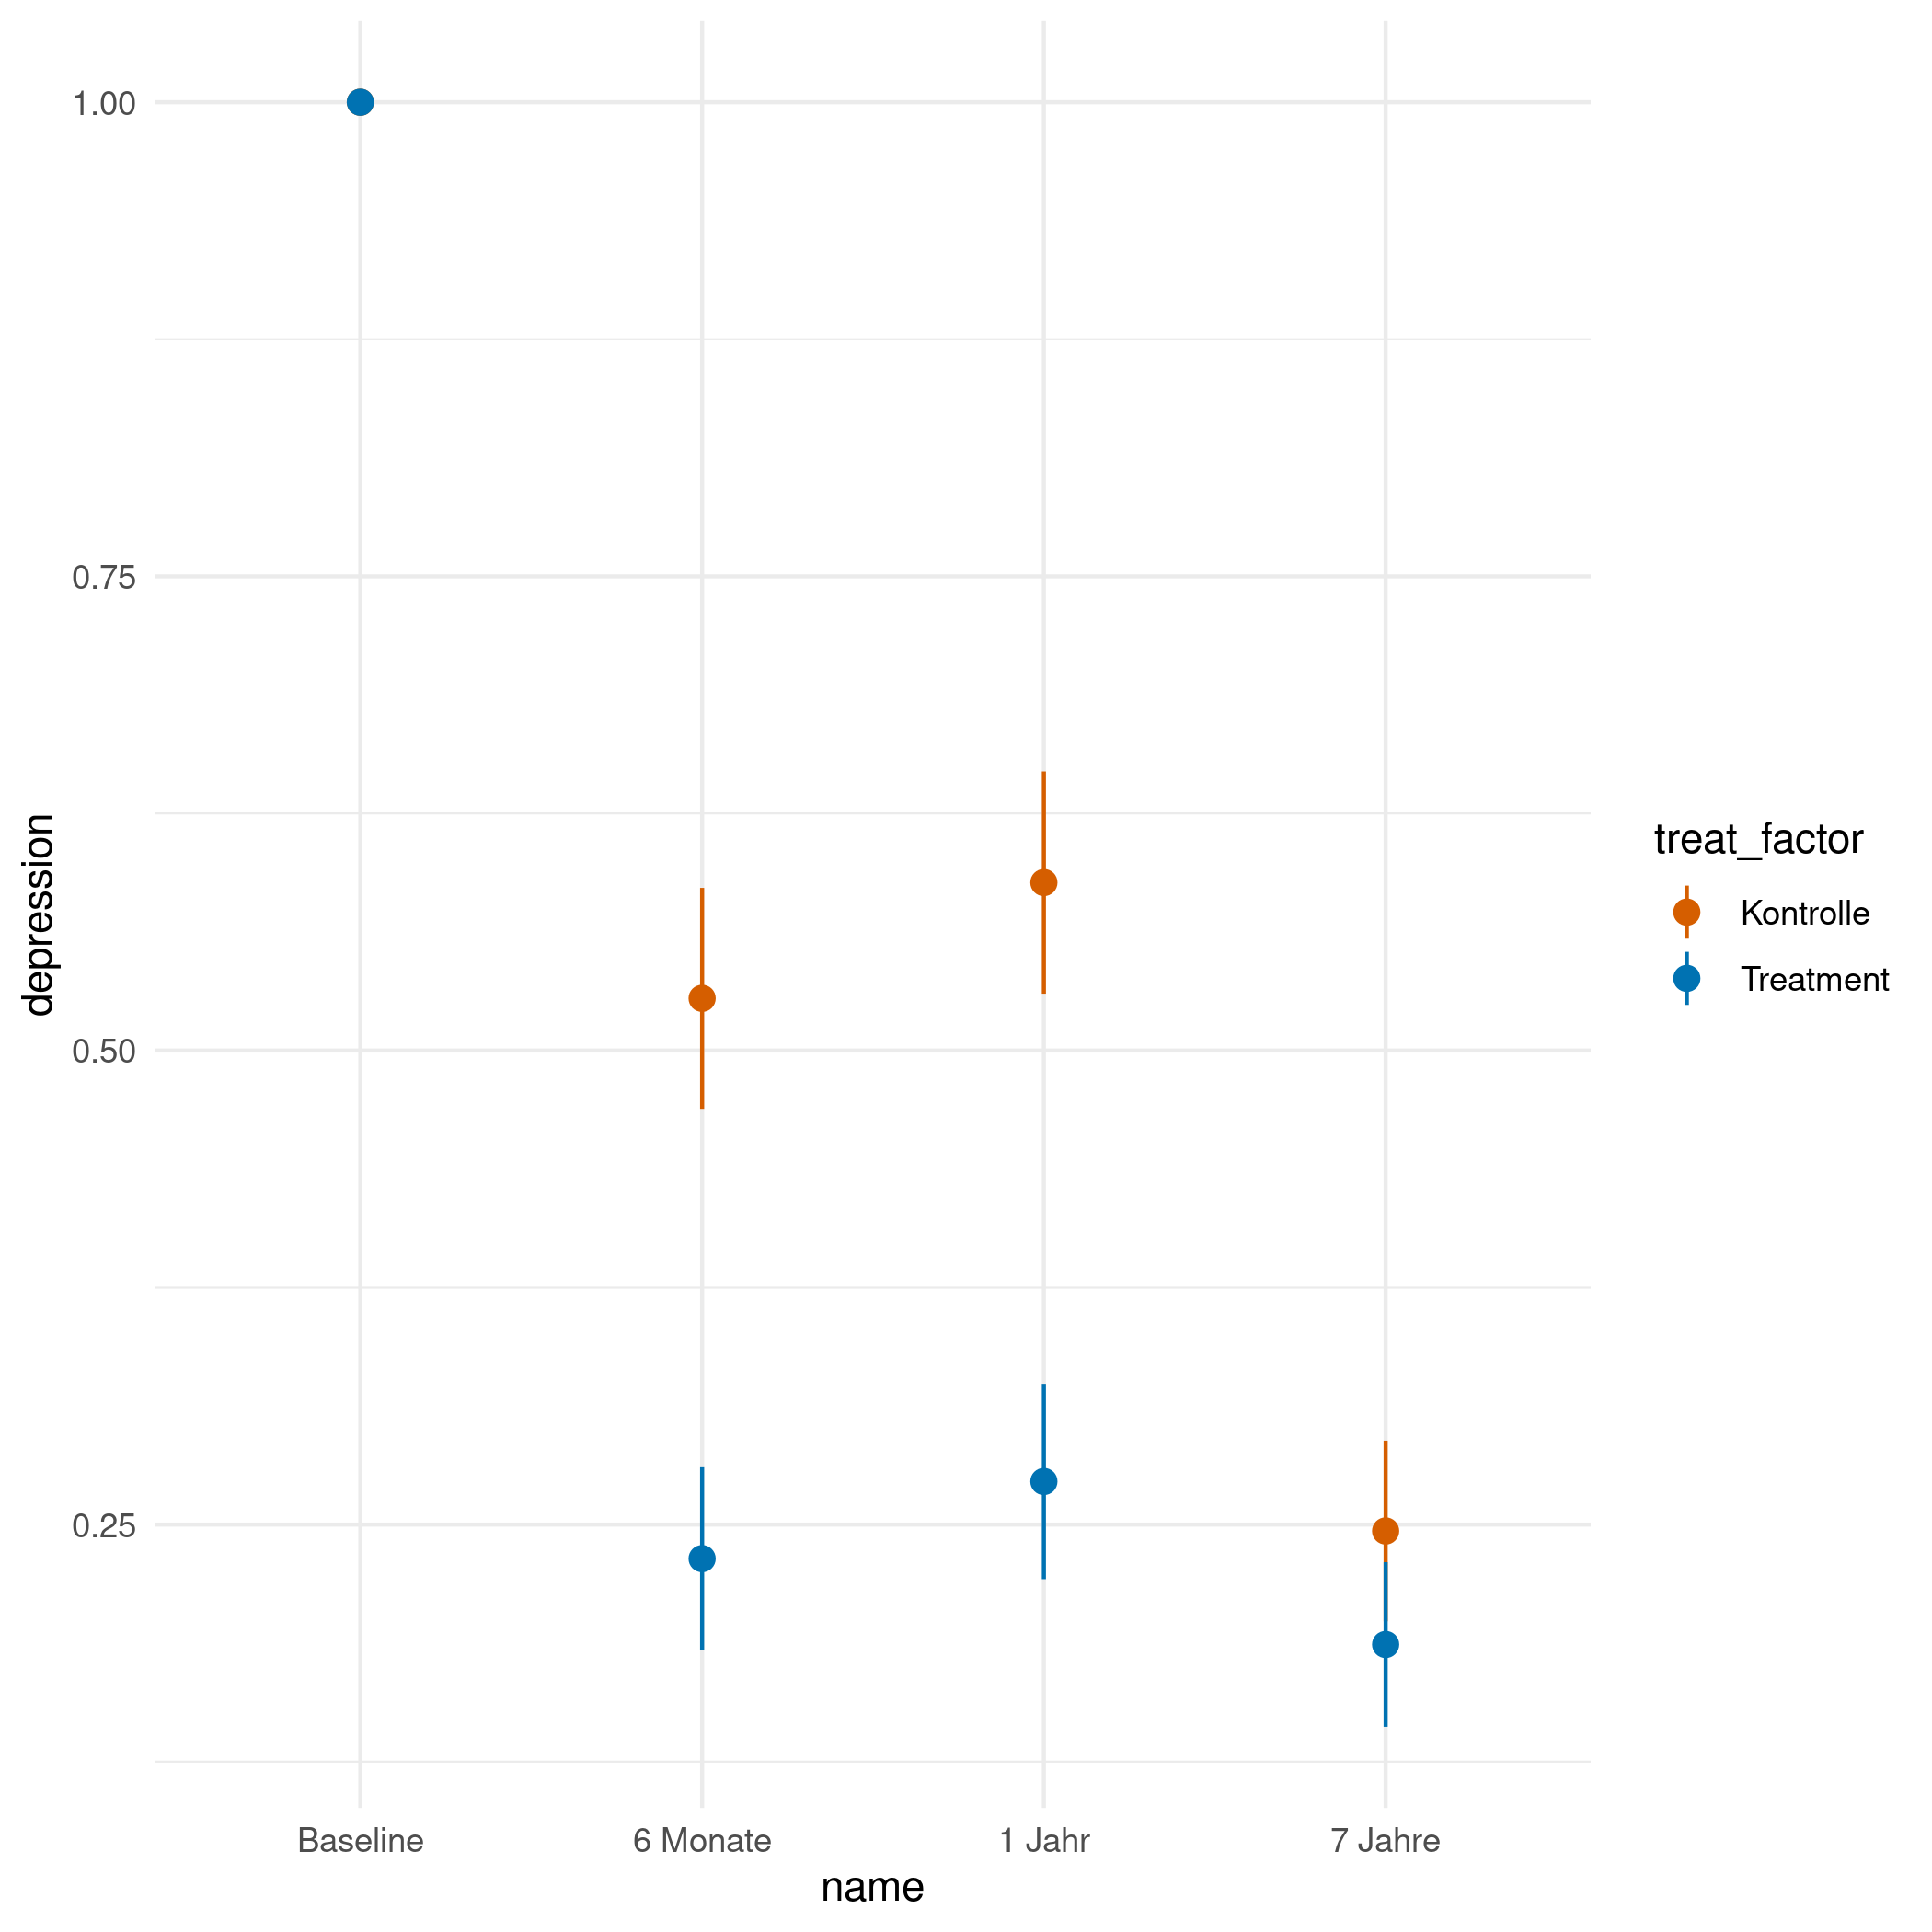 1.00
0.75
0.50
0.25
depression
Baseline
6 Monate
1 Jahr
7 Jahre
name
treat_factor
Kontrolle
Treatment